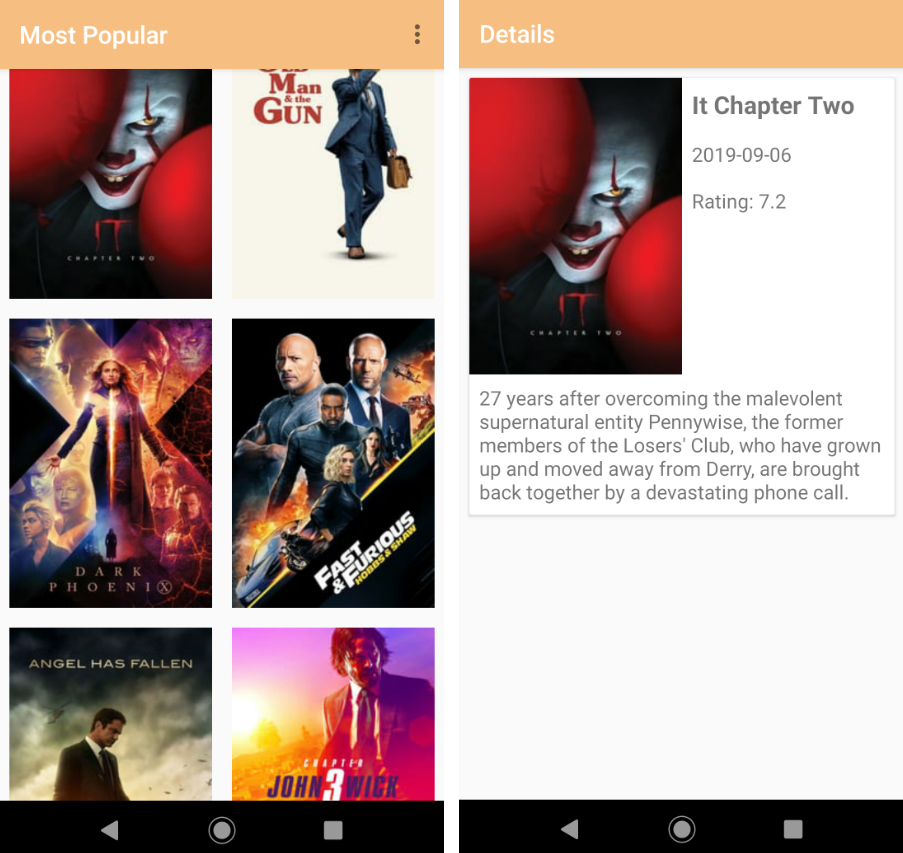 Most Popular
IT
CHAPTER TWO
Man
& the
GUN
DARK
PHOENIX
FAST
& FURIOUS
HOBBS & SHAW
ANGEL HAS FALLEN
CHAPTER
JOHN 3 WICK
Details
IT
CHAPTER TWO
It Chapter Two
2019-09-06
Rating: 7.2
27 years after overcoming the malevolent
supernatural entity Pennywise, the former
members of the Losers' Club, who have grown
up and moved away from Derry, are brought
back together by a devastating phone call.